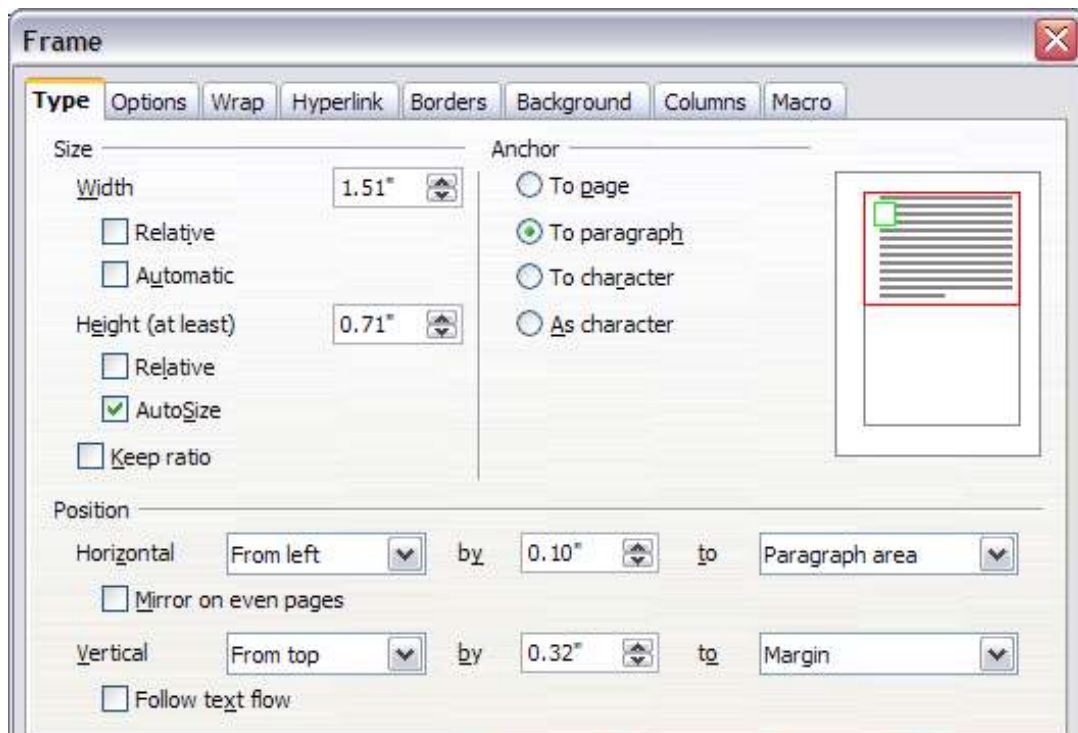 Frame
Type Options Wrap Hyperlink Borders Background Columns Macro
Size
Width 1.51"
Relative
Automatic
Height (at least) 0.71"
Relative
AutoSize
Keep ratio
Anchor
To page
To paragraph
To character
As character
Position
Horizontal From left by 0.10" to Paragraph area
Mirror on even pages
Vertical From top by 0.32" to Margin
Follow text flow